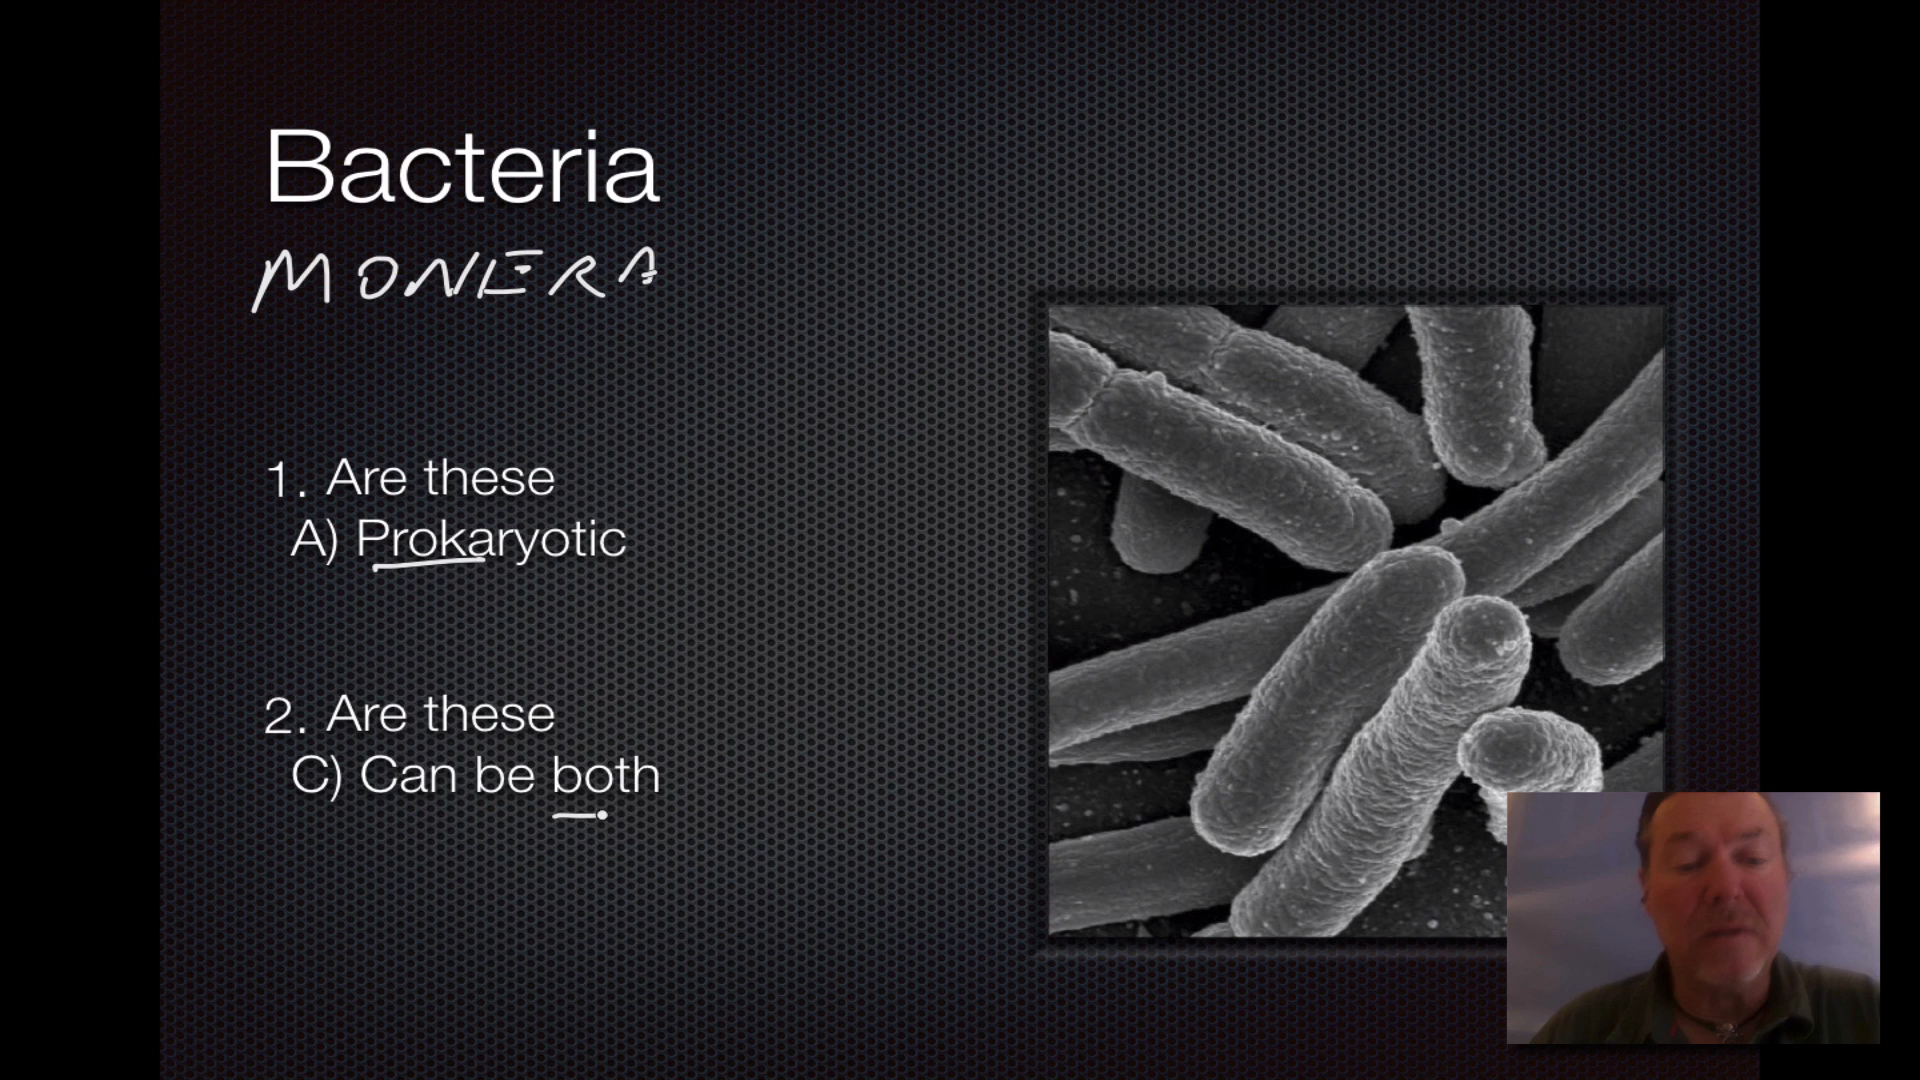 Bacteria
MONERA
1. Are these
A) Prokaryotic
2. Are these
C) Can be both